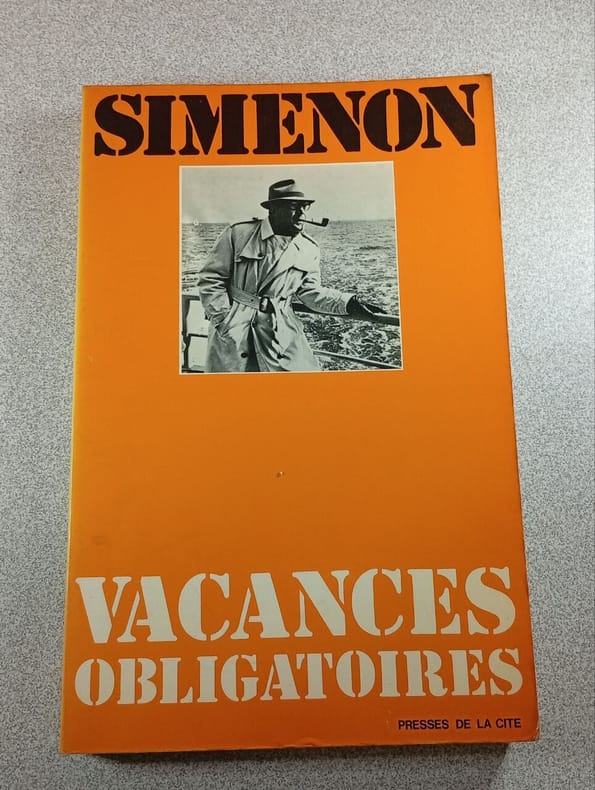 SIMENON
VACANCES
OBLIGATOIRES
PRESSES DE LA CITE